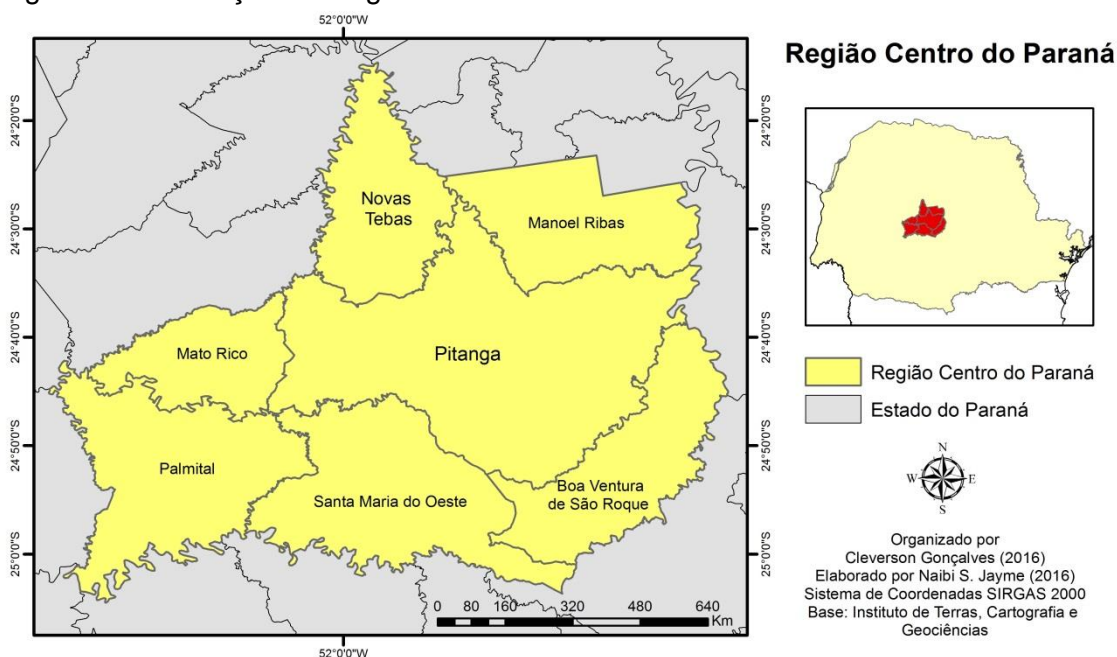 52°0'0"W
Região Centro do Paraná
24°20'0"S
24°30'0"S
24°40'0"S
24°50'0"S
25°0'0"S
Novas
Tebas
Manoel Ribas
Mato Rico
Pitanga
Palmital
Santa Maria do Oeste
Boa Ventura
de São Roque
24°20'0"S
24°30'0"S
24°40'0"S
24°50'0"S
25°0'0"S
0 80 160 320 480 640
Km
52°0'0"W
Região Centro do Paraná
Estado do Paraná
N
W E
S
Organizado por
Cleverson Gonçalves (2016)
Elaborado por Naibi S. Jayme (2016)
Sistema de Coordenadas SIRGAS 2000
Base: Instituto de Terras, Cartografia e
Geociências